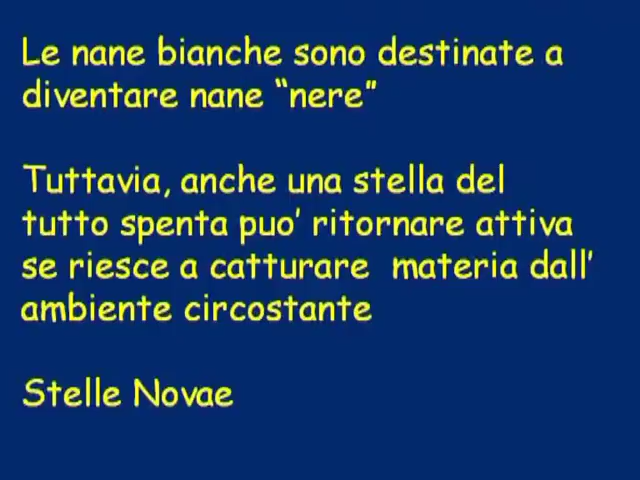 Le nane bianche sono destinate a
diventare nane “nere”
Tuttavia, anche una stella del
tutto spenta puo’ ritornare attiva
se riesce a catturare  materia dall’
ambiente circostante
Stelle Novae